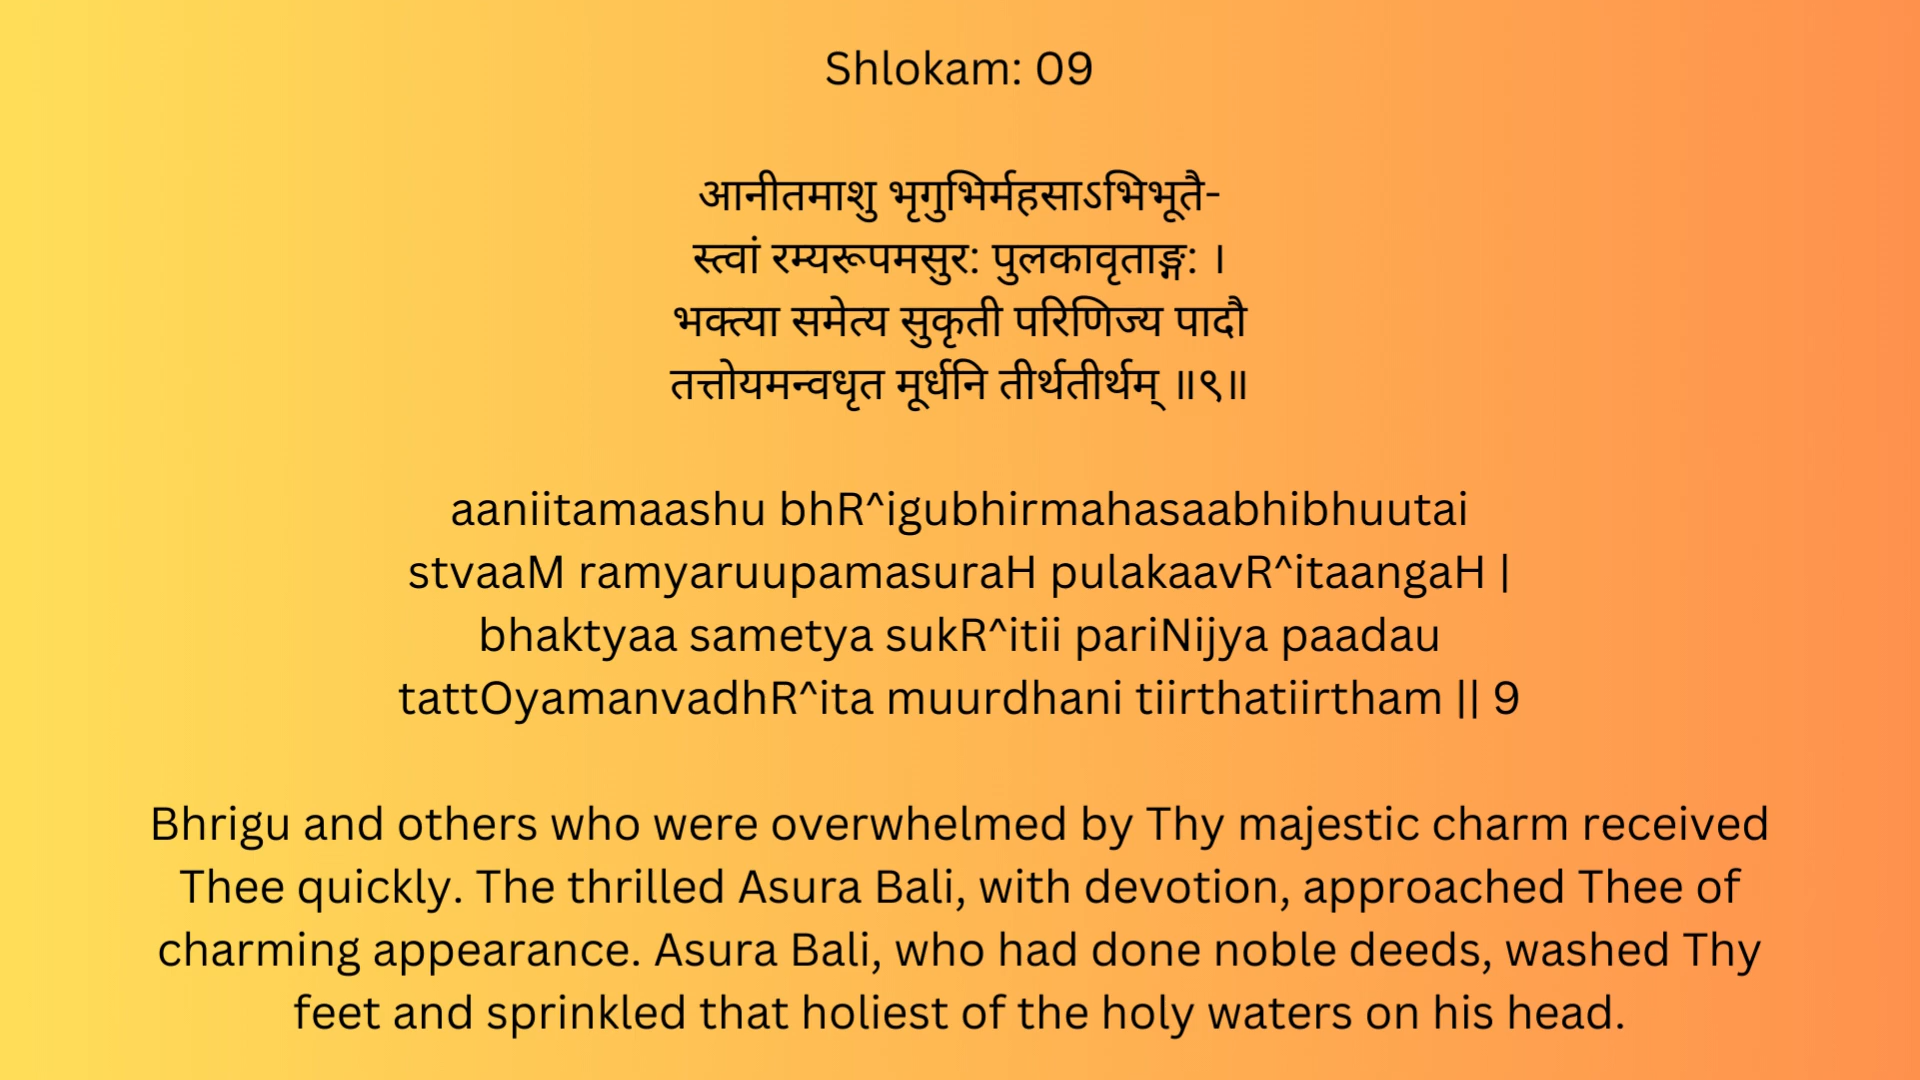 Shlokam: 09
आनीतमाशु भृगुभिर्महसाऽभिभूतै-
स्त्वां रम्यरूपमसुर: पुलकावृताङ्ग: ।
भक्त्या समेत्य सुकृती परिणिज्य पादौ
तत्तोयमन्वधृत मूर्धनि तीर्थतीर्थम् ॥९॥
aaniitamaashu bhR^igubhirmahasaabhibhuutai
stvaaM ramyaruupamasuraH pulakaavR^itaangaH |
bhaktyaa sametya sukR^itii pariNijya paadau
tattOyamanvadhR^ita muurdhani tiirthatiirtham || 9
Bhrigu and others who were overwhelmed by Thy majestic charm received
Thee quickly. The thrilled Asura Bali, with devotion, approached Thee of
charming appearance. Asura Bali, who had done noble deeds, washed Thy
feet and sprinkled that holiest of the holy waters on his head.